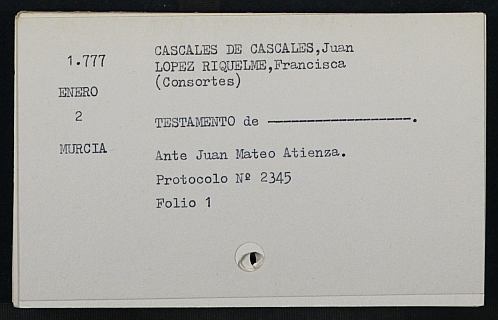 1.777
ENERO
2
MURCIA
CASCALES DE CASCALES,Juan
LOPEZ RIQUELME,Francisca
(Consortes)
TESTAMENTO de ------------------.
Ante Juan Mateo Atienza.
Protocolo Nº 2345
Folio 1